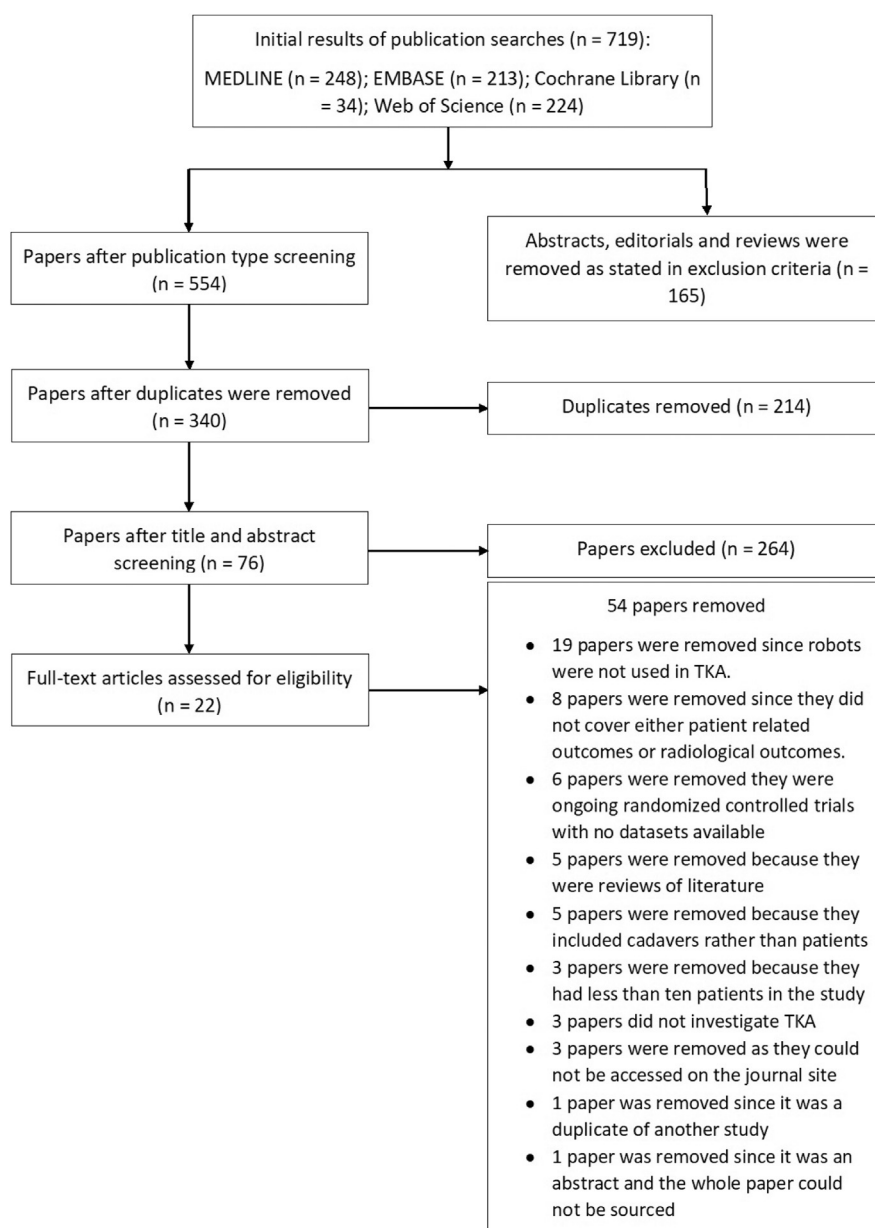 Initial results of publication searches (n = 719):
MEDLINE (n = 248); EMBASE (n = 213); Cochrane Library (n
= 34); Web of Science (n = 224)
Papers after publication type screening
(n = 554)
Abstracts, editorials and reviews were
removed as stated in exclusion criteria (n =
165)
Papers after duplicates were removed
(n = 340)
Duplicates removed (n = 214)
Papers after title and abstract
screening (n = 76)
Papers excluded (n = 264)
Full-text articles assessed for eligibility
(n = 22)
54 papers removed
● 19 papers were removed since robots
were not used in TKA.
● 8 papers were removed since they did
not cover either patient related
outcomes or radiological outcomes.
● 6 papers were removed they were
ongoing randomized controlled trials
with no datasets available
● 5 papers were removed because they
were reviews of literature
● 5 papers were removed because they
included cadavers rather than patients
● 3 papers were removed because they
had less than ten patients in the study
● 3 papers did not investigate TKA
● 3 papers were removed as they could
not be accessed on the journal site
● 1 paper was removed since it was a
duplicate of another study
● 1 paper was removed since it was an
abstract and the whole paper could
not be sourced